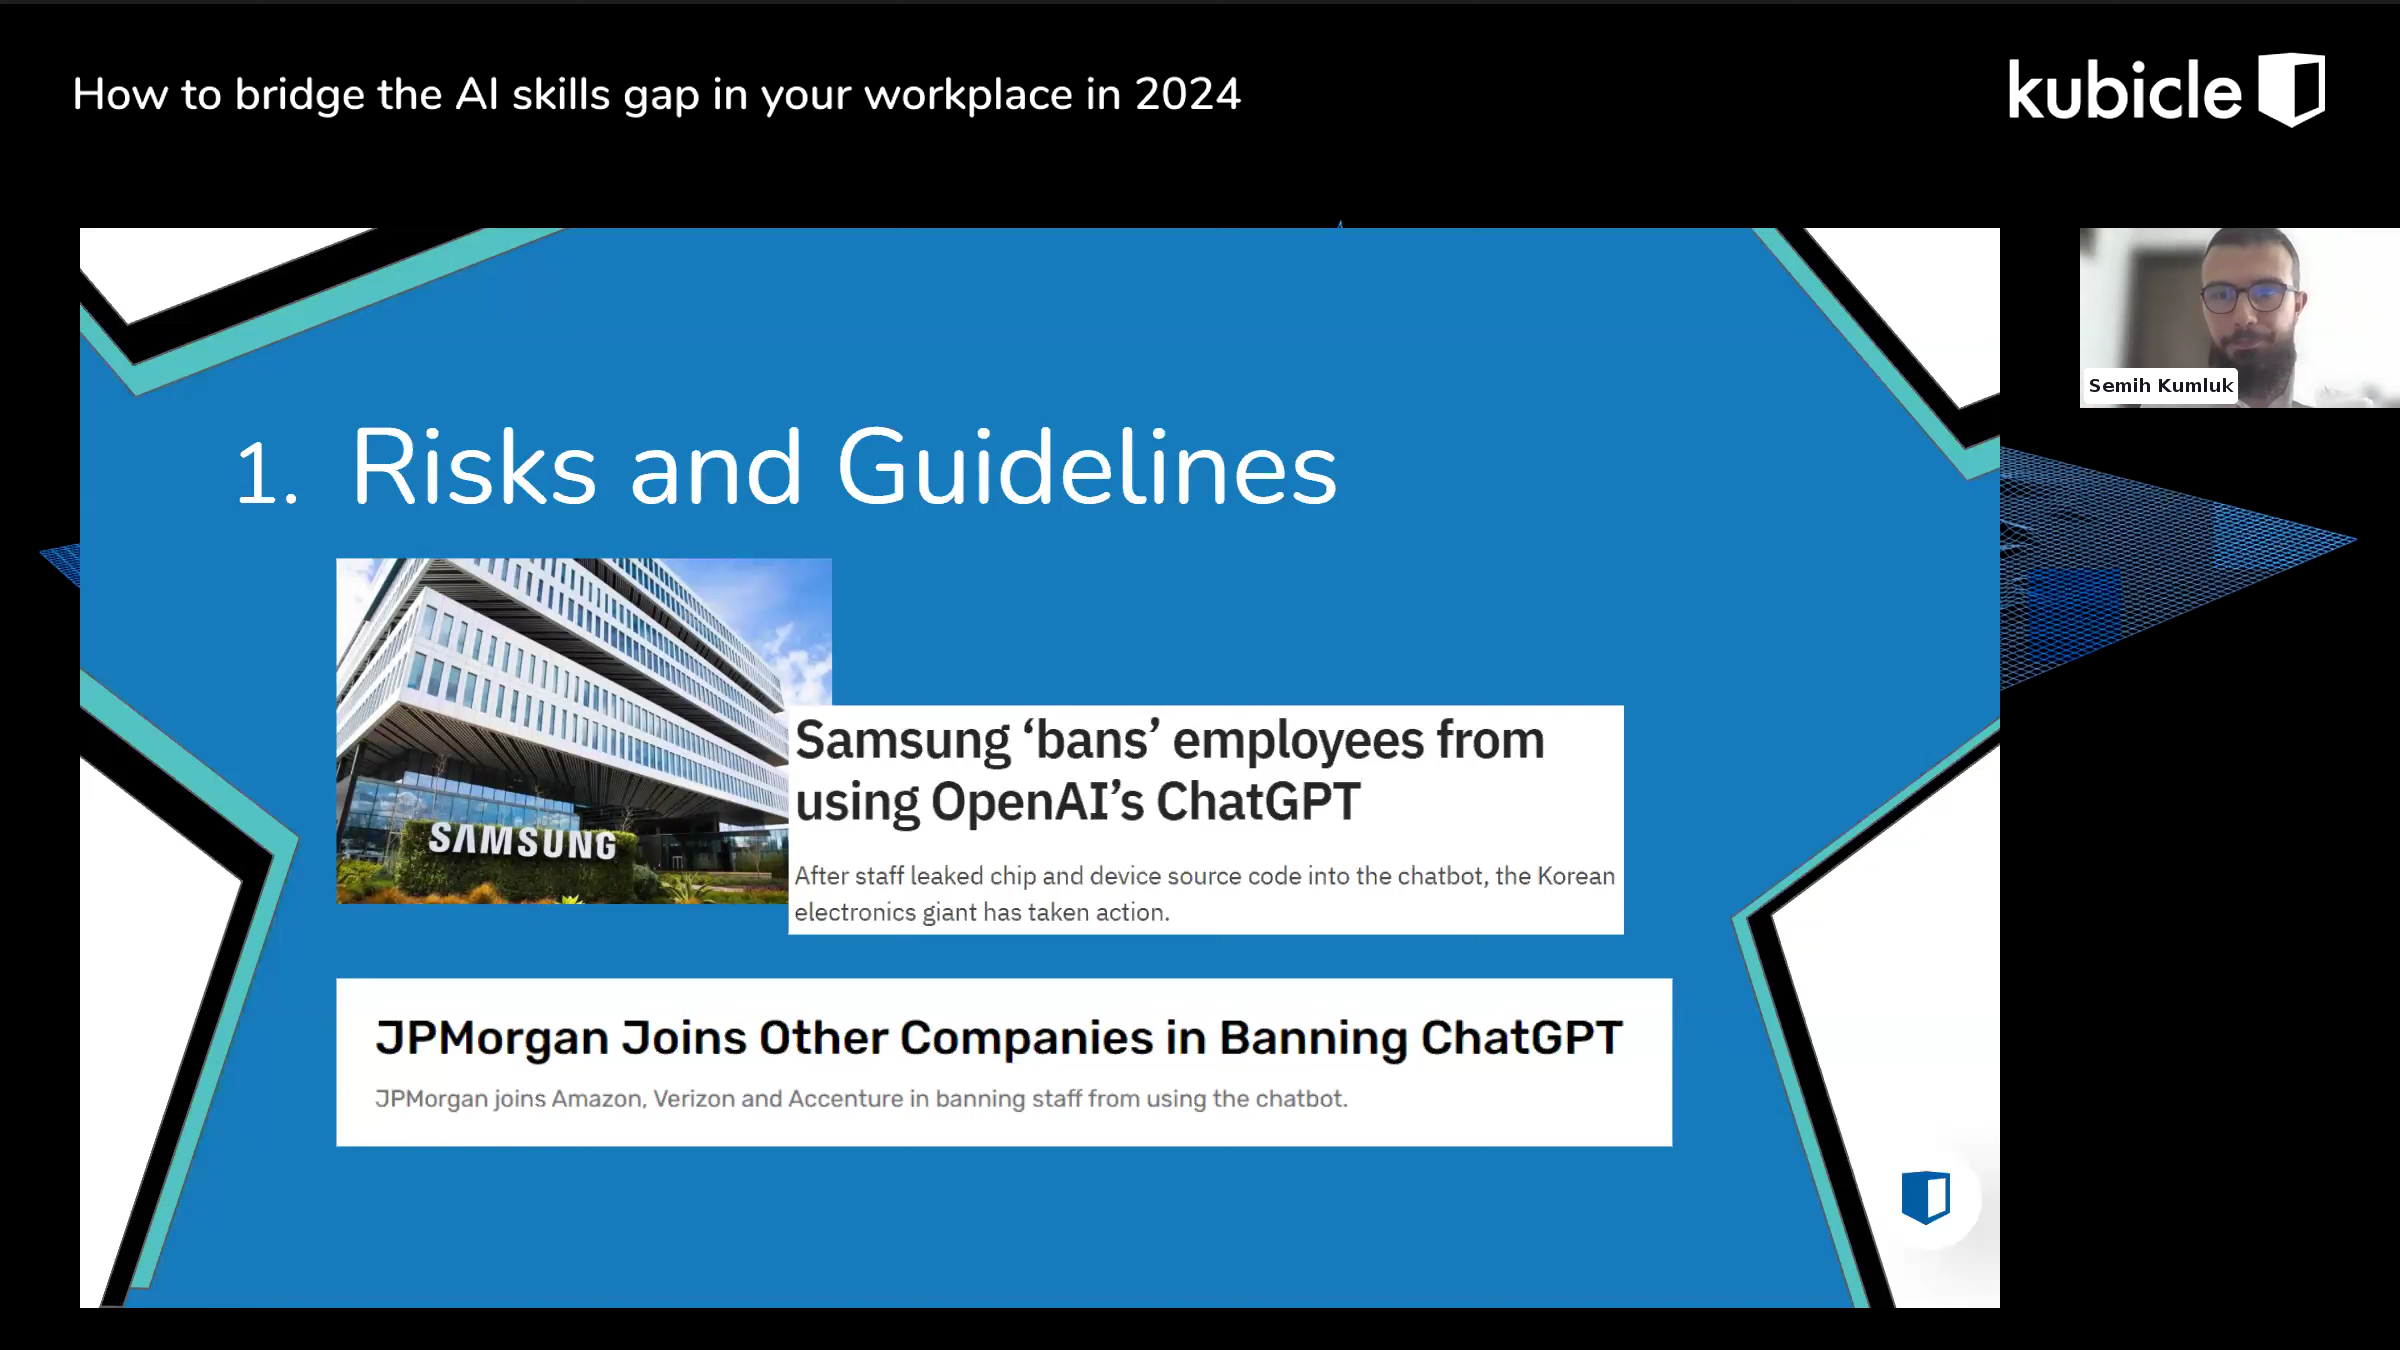 How to bridge the AI skills gap in your workplace in 2024
kubicle
Semih Kumluk
1. Risks and Guidelines
SAMSUNG
Samsung ‘bans’ employees from
using OpenAI’s ChatGPT
After staff leaked chip and device source code into the chatbot, the Korean
electronics giant has taken action.
JPMorgan Joins Other Companies in Banning ChatGPT
JPMorgan joins Amazon, Verizon and Accenture in banning staff from using the chatbot.